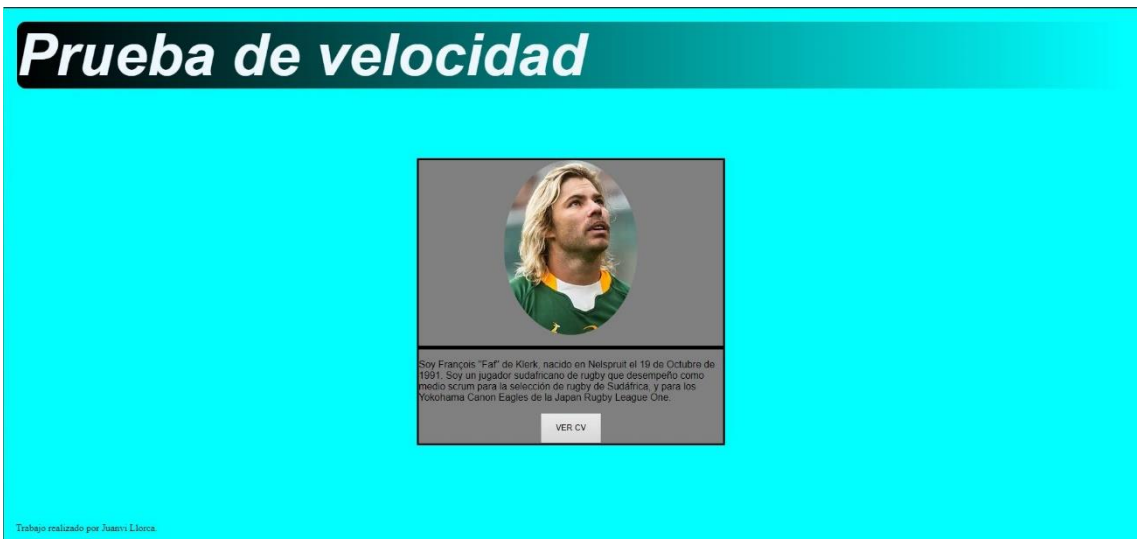 Prueba de velocidad
Soy François "Faf" de Klerk, nacido en Nelspruit el 19 de Octubre de
1991. Soy un jugador sudafricano de rugby que desempeño como
medio scrum para la selección de rugby de Sudáfrica, y para los
Yokohama Canon Eagles de la Japan Rugby League One.
VER CV
Trabajo realizado por Juanvi Llorca.